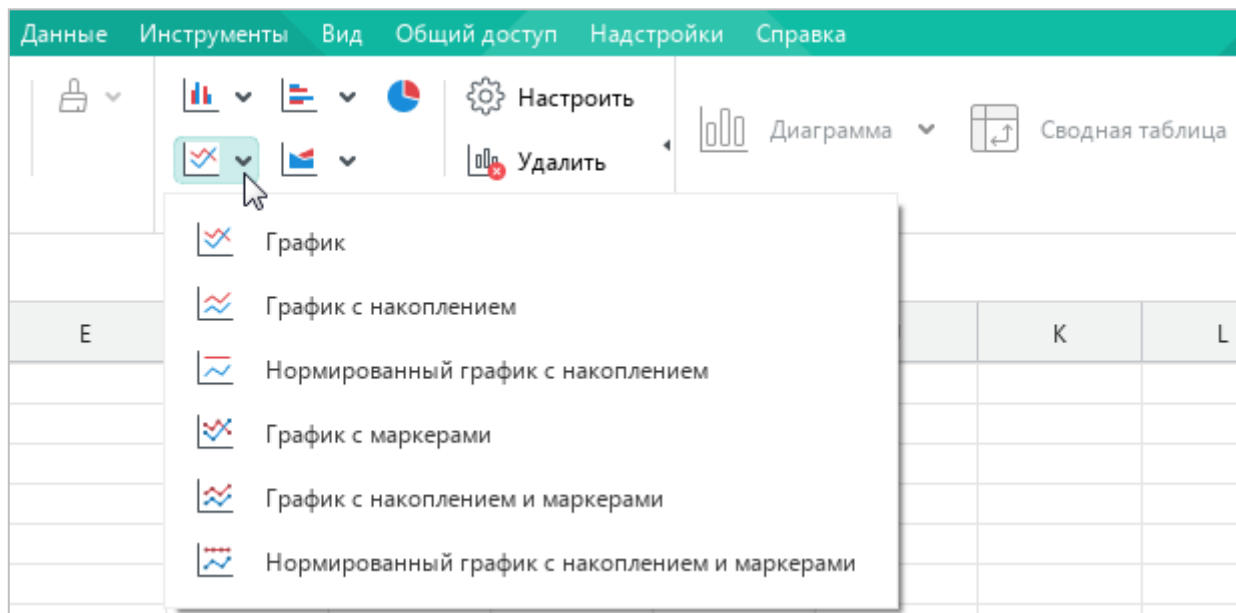 Данные Инструменты Вид Общий доступ Надстройки Справка
Настроить
Диаграмма Сводная таблица
Удалить
График
График с накоплением
E K L
Нормированный график с накоплением
График с маркерами
График с накоплением и маркерами
Нормированный график с накоплением и маркерами